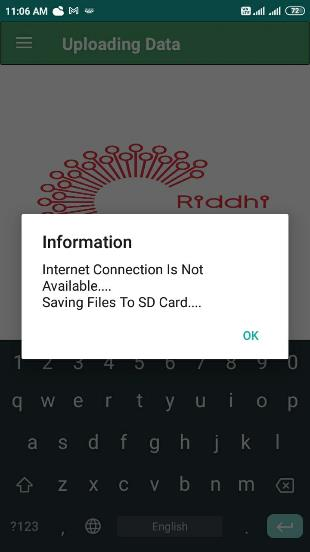 11:06 AM 72
Uploading Data
Riddhi
Information
Internet Connection Is Not
Available....
Saving Files To SD Card....
OK
1 2 3 4 5 6 7 8 9 0
q w e r t y u i o p
a s d f g h j k l
z x c v b n m
?123 , English .